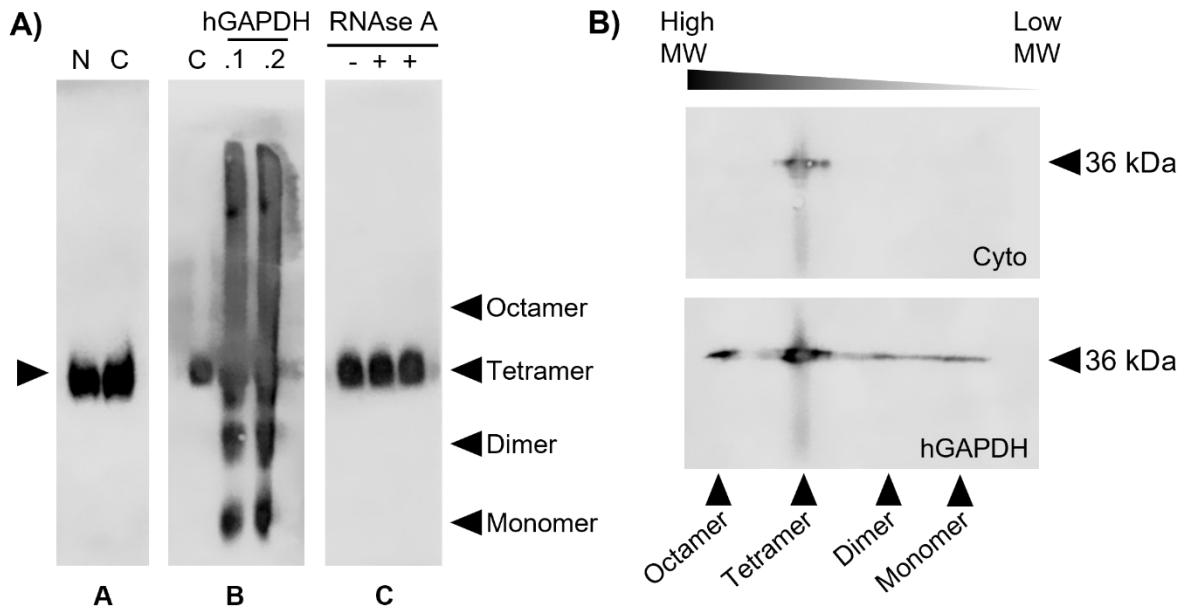 A)
hGAPDH
RNAse A
N C
C .1 .2
- + +
Octamer
Tetramer
Dimer
Monomer
A
B
C
B)
High
MW
Low
MW
36 kDa
Cyto
36 kDa
hGAPDH
Octamer
Tetramer
Dimer
Monomer